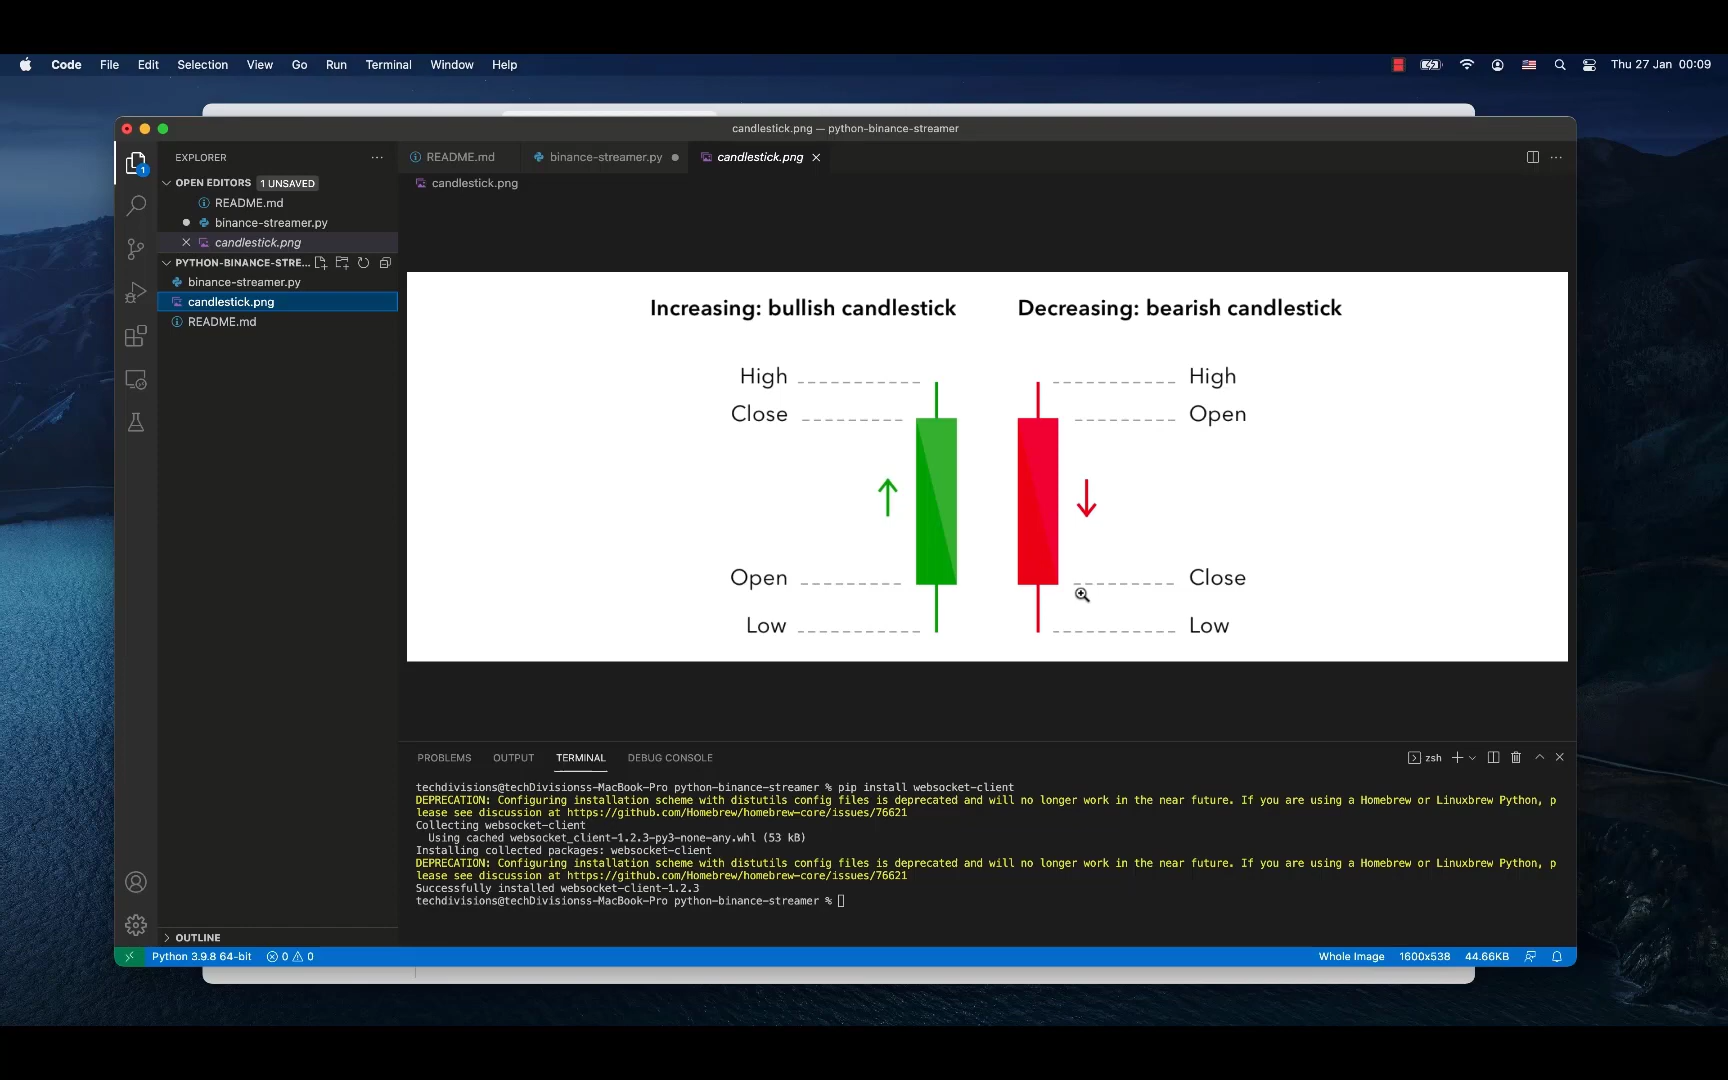 Code File Edit Selection View Go Run Terminal Window Help Thu 27 Jan 00:09
candlestick.png — python-binance-streamer
EXPLORER
README.md binance-streamer.py candlestick.png
candlestick.png
OPEN EDITORS 1 UNSAVED
README.md
binance-streamer.py
candlestick.png
PYTHON-BINANCE-STRE...
binance-streamer.py
candlestick.png
README.md
Increasing: bullish candlestick Decreasing: bearish candlestick
High High
Close Open
Open Close
Low Low
PROBLEMS OUTPUT TERMINAL DEBUG CONSOLE zsh
techdivisions@techDivisionss-MacBook-Pro python-binance-streamer % pip install websocket-client
DEPRECATION: Configuring installation scheme with distutils config files is deprecated and will no longer work in the near future. If you are using a Homebrew or Linuxbrew Python, p
lease see discussion at https://github.com/Homebrew/homebrew-core/issues/76621
Collecting websocket-client
Using cached websocket_client-1.2.3-py3-none-any.whl (53 kB)
Installing collected packages: websocket-client
DEPRECATION: Configuring installation scheme with distutils config files is deprecated and will no longer work in the near future. If you are using a Homebrew or Linuxbrew Python, p
lease see discussion at https://github.com/Homebrew/homebrew-core/issues/76621
Successfully installed websocket-client-1.2.3
techdivisions@techDivisionss-MacBook-Pro python-binance-streamer %
OUTLINE
Python 3.9.8 64-bit 0 0 Whole Image 1600x538 44.66KB
1